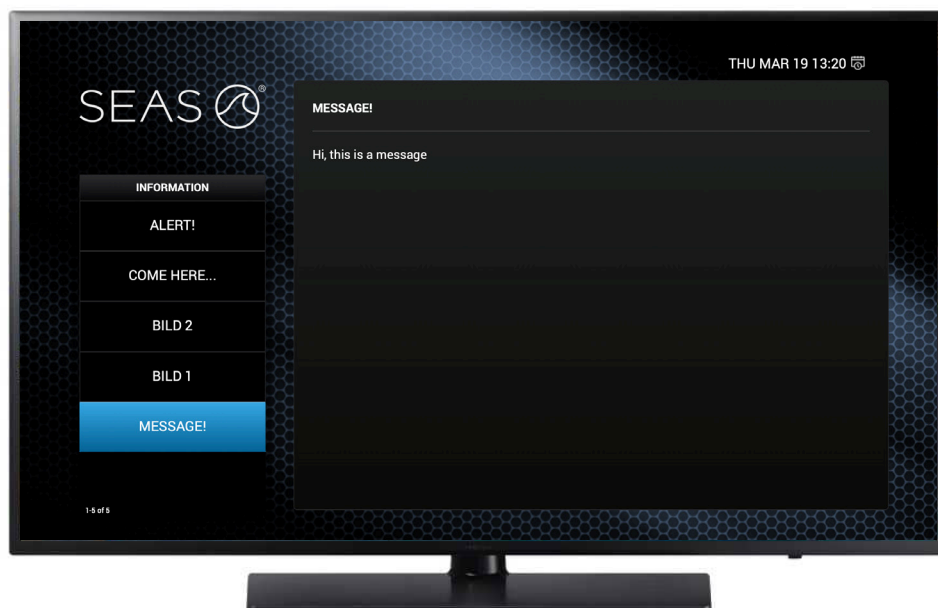 THU MAR 19 13:20
SEAS ®
MESSAGE!
Hi, this is a message
INFORMATION
ALERT!
COME HERE...
BILD 2
BILD 1
MESSAGE!
1-5 of 5